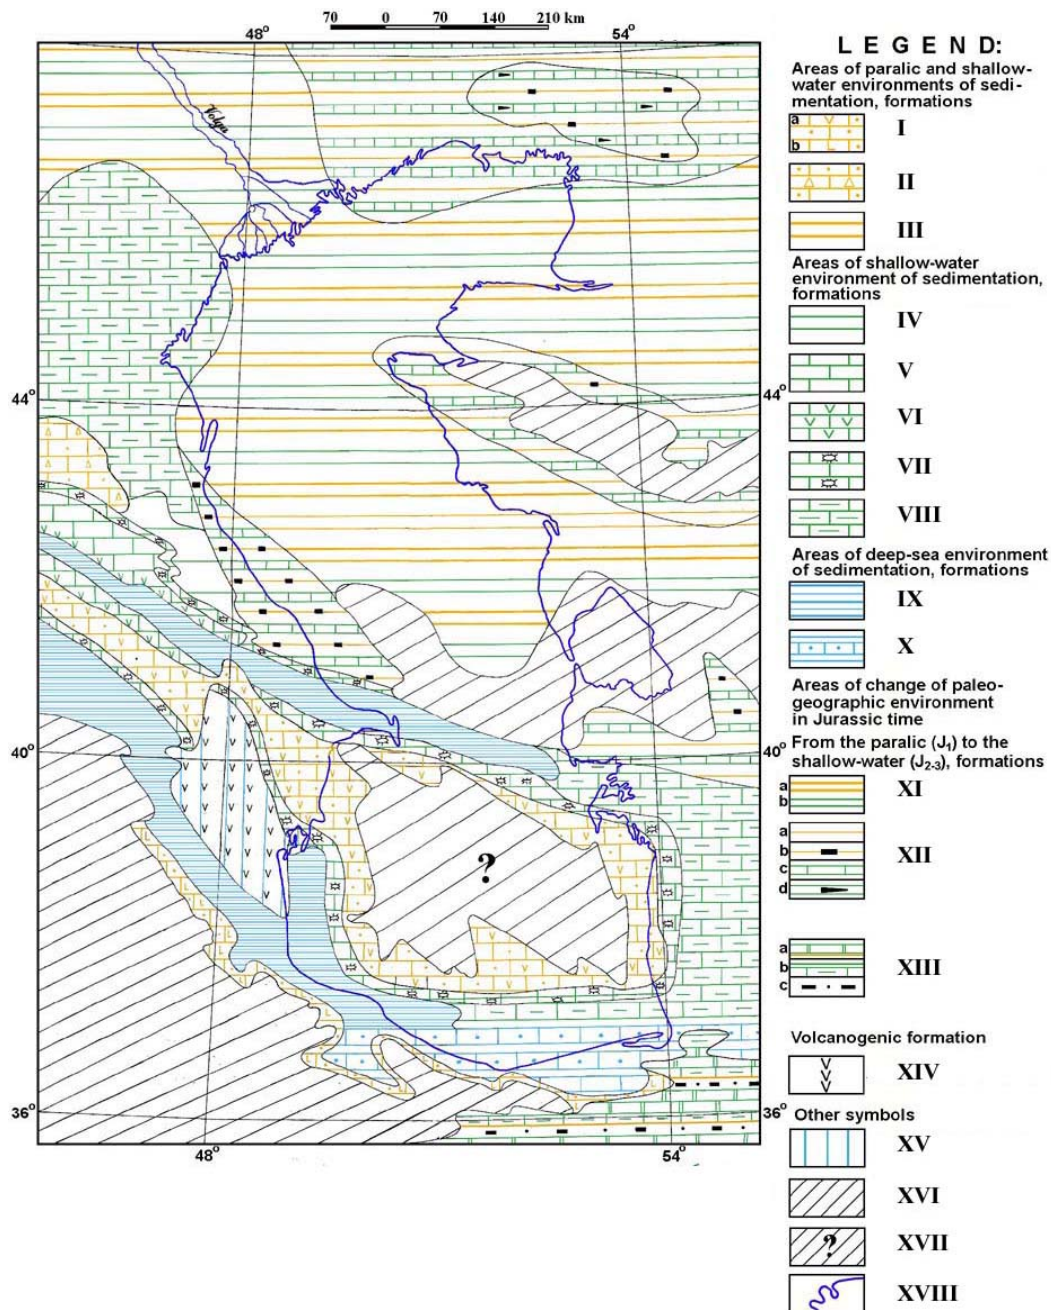 70 0 70 140 210 km
48° 54°
Volga
44° 44°
40° 40°
?
36° 36°
48° 54°
L E G E N D:
Areas of paralic and shallow-
water environments of sedi-
mentation, formations
a
b
I
II
III
Areas of shallow-water
environment of sedimentation,
formations
IV
V
VI
VII
VIII
Areas of deep-sea environment
of sedimentation, formations
IX
X
Areas of change of paleo-
geographic environment
in Jurassic time
From the paralic (J1) to the
shallow-water (J2-3), formations
a
b
XI
a
b
c
d
XII
a
b
c
XIII
Volcanogenic formation
XIV
Other symbols
XV
XVI
?
XVII
XVIII